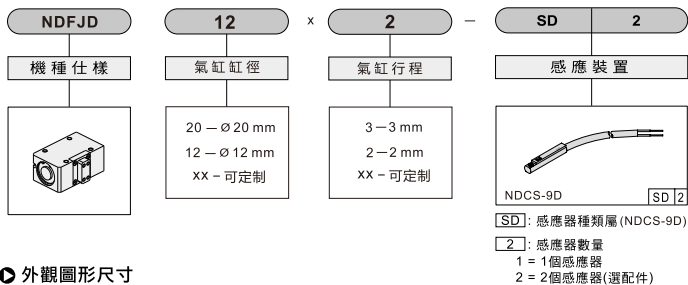 NDFJD 12 x 2 — SD 2
機種仕樣 氣缸缸徑 氣缸行程 感應裝置
20 — Ø 20 mm
12 — Ø 12 mm
xx – 可定制
3 — 3 mm
2 — 2 mm
xx – 可定制
NDCS-9D SD 2
SD : 感應器種類屬(NDCS-9D)
2 : 感應器數量
1 = 1個感應器
2 = 2個感應器(選配件)
外觀圖形尺寸